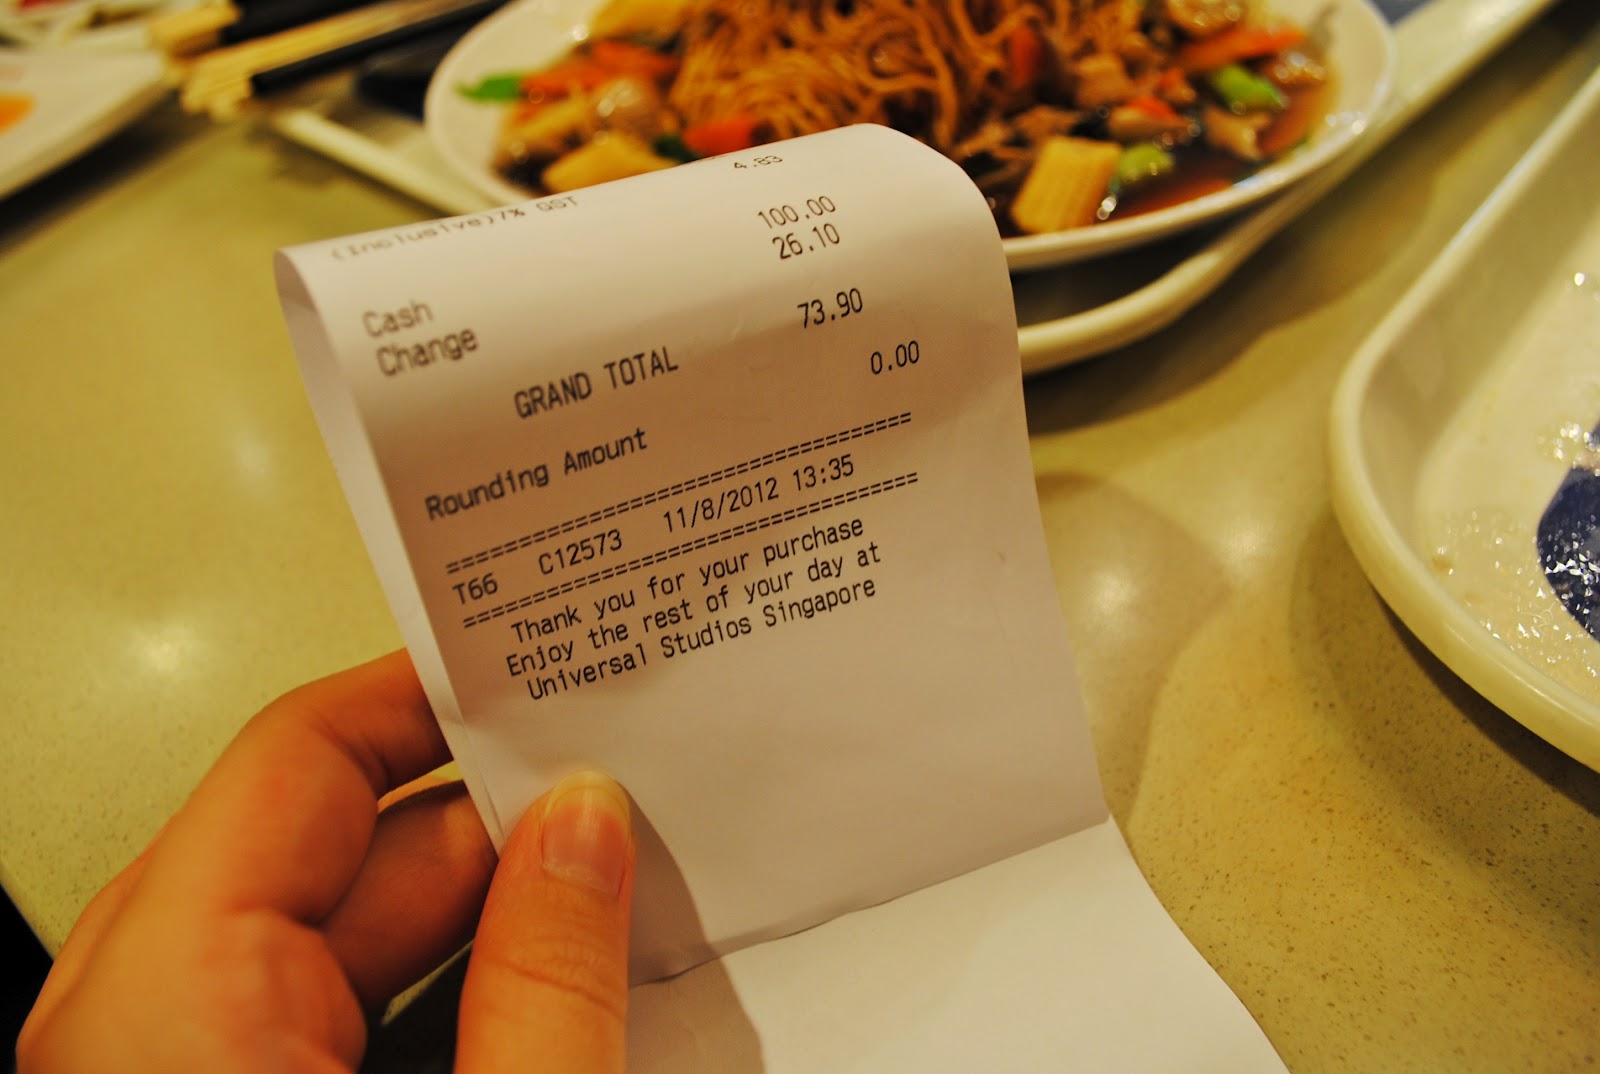 4.83
(Inclusive)7% GST
Cash 100.00
Change 26.10
GRAND TOTAL 73.90
Rounding Amount 0.00
==============================
T66 C12573 11/8/2012 13:35
==============================
Thank you for your purchase
Enjoy the rest of your day at
Universal Studios Singapore